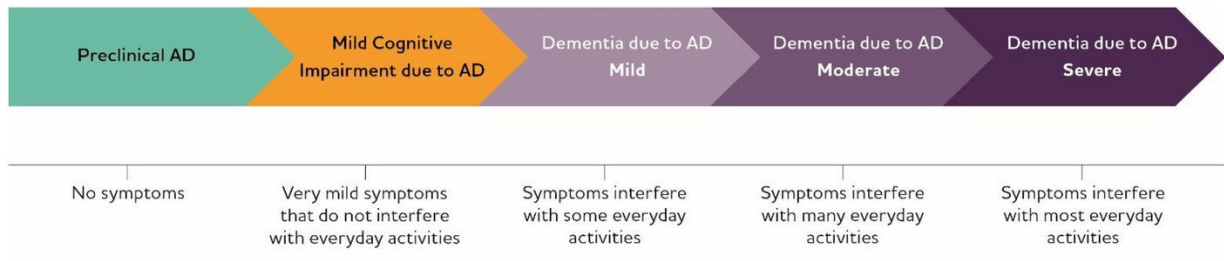 Preclinical AD
Mild Cognitive
Impairment due to AD
Dementia due to AD
Mild
Dementia due to AD
Moderate
Dementia due to AD
Severe
No symptoms
Very mild symptoms
that do not interfere
with everyday activities
Symptoms interfere
with some everyday
activities
Symptoms interfere
with many everyday
activities
Symptoms interfere
with most everyday
activities